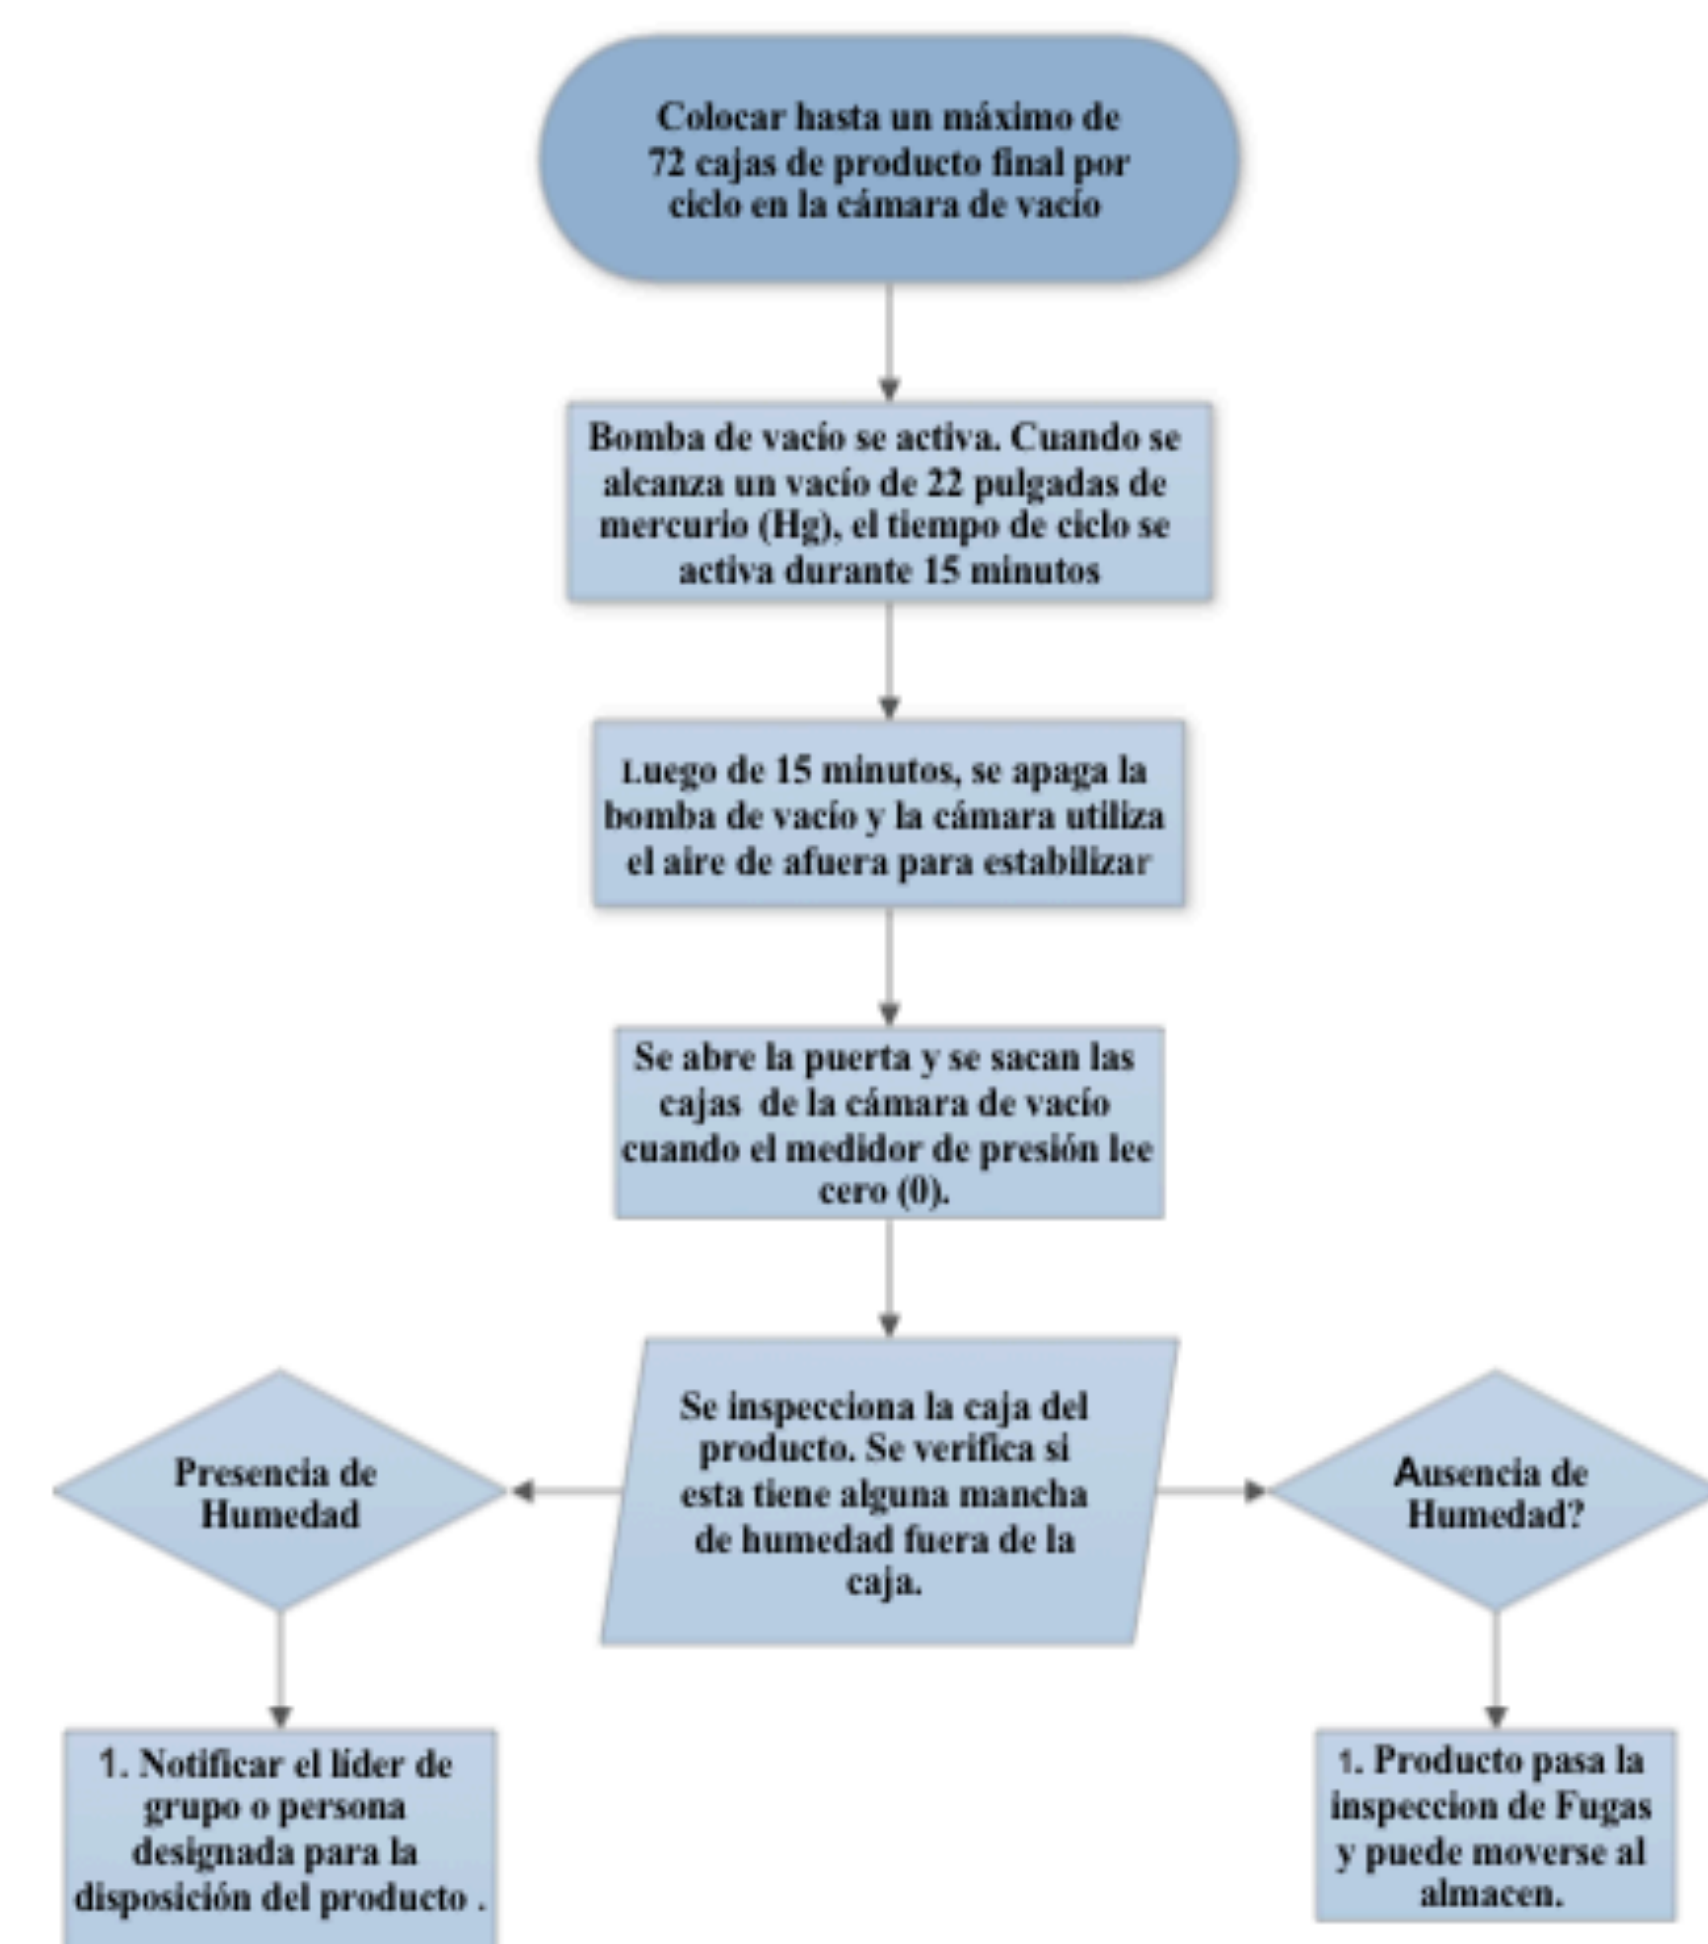 Colocar hasta un máximo de
72 cajas de producto final por
ciclo en la cámara de vacío
Bomba de vacío se activa. Cuando se
alcanza un vacío de 22 pulgadas de
mercurio (Hg), el tiempo de ciclo se
activa durante 15 minutos
Luego de 15 minutos, se apaga la
bomba de vacío y la cámara utiliza
el aire de afuera para estabilizar
Se abre la puerta y se sacan las
cajas de la cámara de vacío
cuando el medidor de presión lee
cero (0).
Se inspecciona la caja del
producto. Se verifica si
esta tiene alguna mancha
de humedad fuera de la
caja.
Presencia de
Humedad
Ausencia de
Humedad?
1. Notificar el líder de
grupo o persona
designada para la
disposición del producto .
1. Producto pasa la
inspeccion de Fugas
y puede moverse al
almacen.